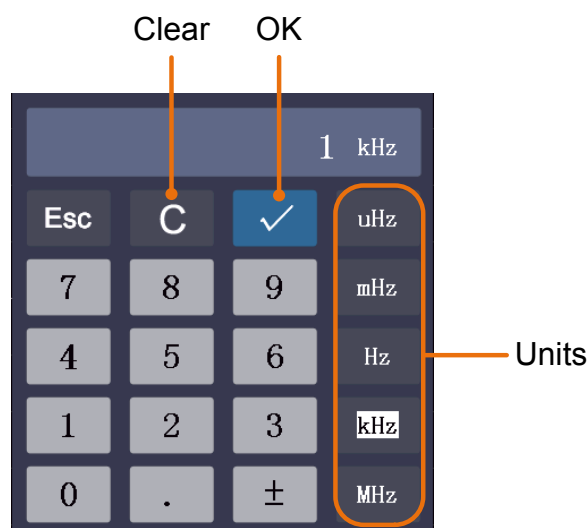 Clear OK
1 kHz
Esc C ✓ uHz
7 8 9 mHz
4 5 6 Hz
Units
1 2 3 kHz
0 . ± MHz